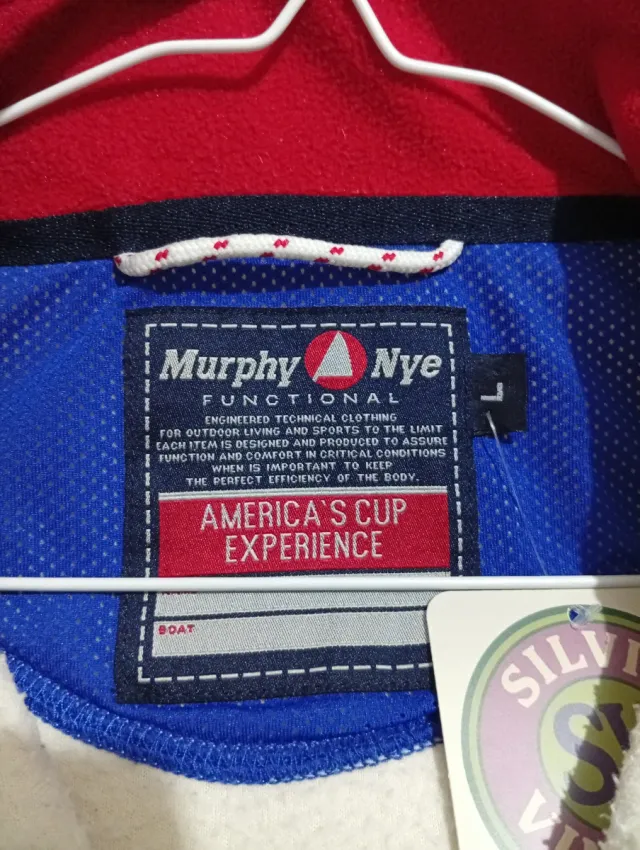 Murphy Nye
FUNCTIONAL
ENGINEERED TECHNICAL CLOTHING
FOR OUTDOOR LIVING AND SPORTS TO THE LIMIT
EACH ITEM IS DESIGNED AND PRODUCED TO ASSURE
FUNCTION AND COMFORT IN CRITICAL CONDITIONS
WHEN IS IMPORTANT TO KEEP
THE PERFECT EFFICIENCY OF THE BODY.
L
AMERICA'S CUP
EXPERIENCE
BOAT
SILVI